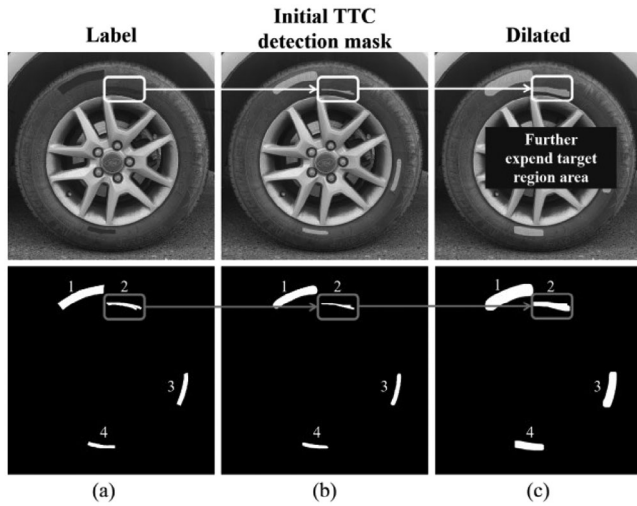 Label
Initial TTC
detection mask
Dilated
Further
expend target
region area
1
2
3
4
1
2
3
4
1
2
3
4
(a)
(b)
(c)